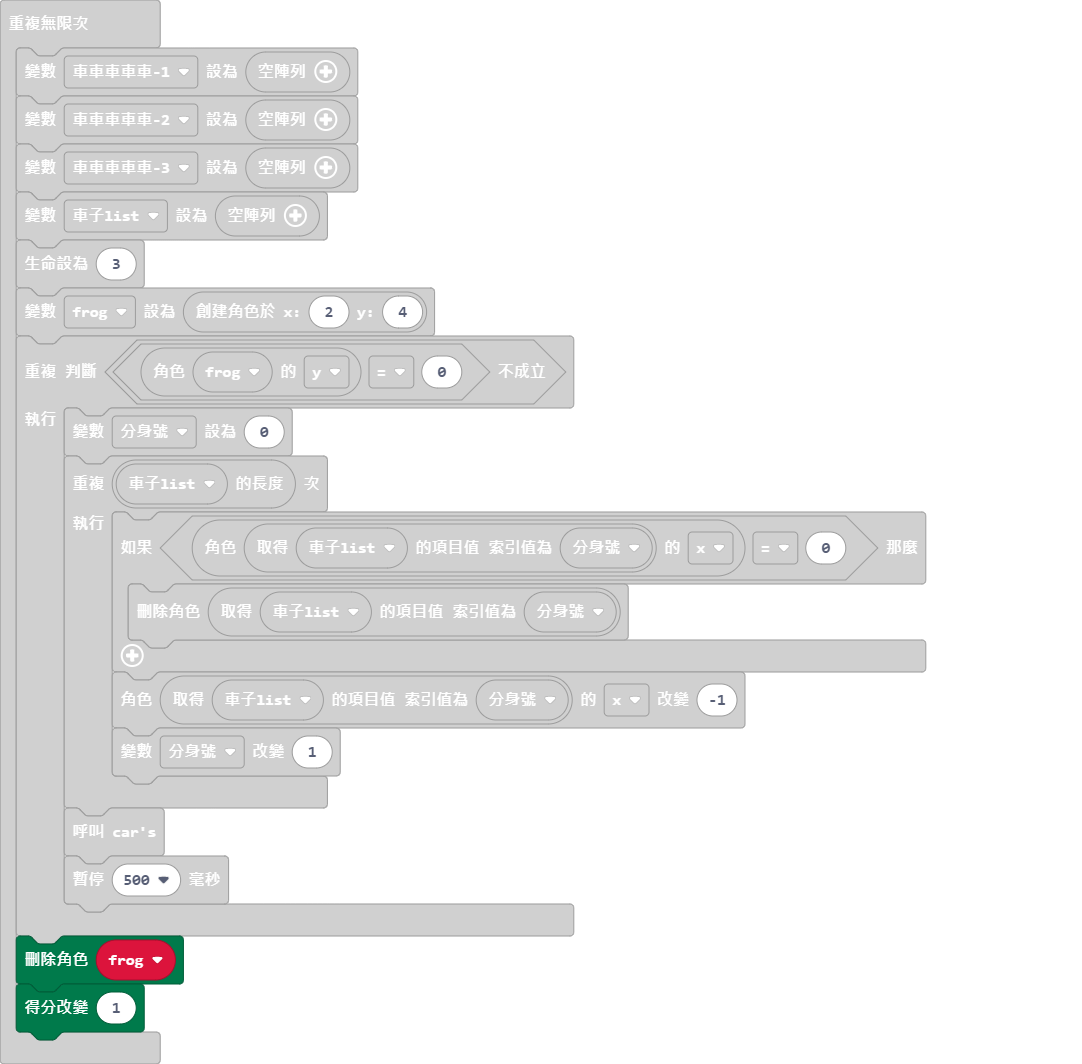 重複無限次
變數 車車車車車-1 設為 空陣列
變數 車車車車車-2 設為 空陣列
變數 車車車車車-3 設為 空陣列
變數 車子list 設為 空陣列
生命設為 3
變數 frog 設為 創建角色於 x: 2 y: 4
重複 判斷 角色 frog 的 y = 0 不成立
執行
變數 分身號 設為 0
重複 車子list 的長度 次
執行
如果 角色 取得 車子list 的項目值 索引值為 分身號 的 x = 0 那麼
刪除角色 取得 車子list 的項目值 索引值為 分身號
角色 取得 車子list 的項目值 索引值為 分身號 的 x 改變 -1
變數 分身號 改變 1
呼叫 car's
暫停 500 毫秒
刪除角色 frog
得分改變 1